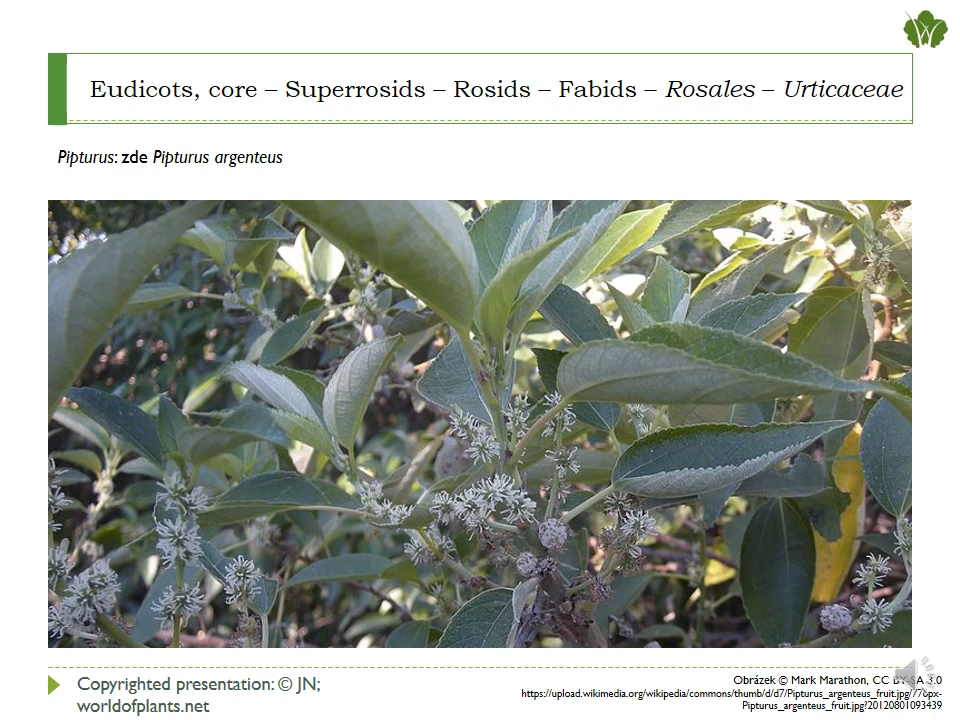 Eudicots, core – Superrosids – Rosids – Fabids – Rosales – Urticaceae
Pipturus: zde Pipturus argenteus
Copyrighted presentation: © JN;
worldofplants.net
Obrázek © Mark Marathon, CC BY-SA 3.0
https://upload.wikimedia.org/wikipedia/commons/thumb/d/d7/Pipturus_argenteus_fruit.jpg/770px-
Pipturus_argenteus_fruit.jpg?20120801093439